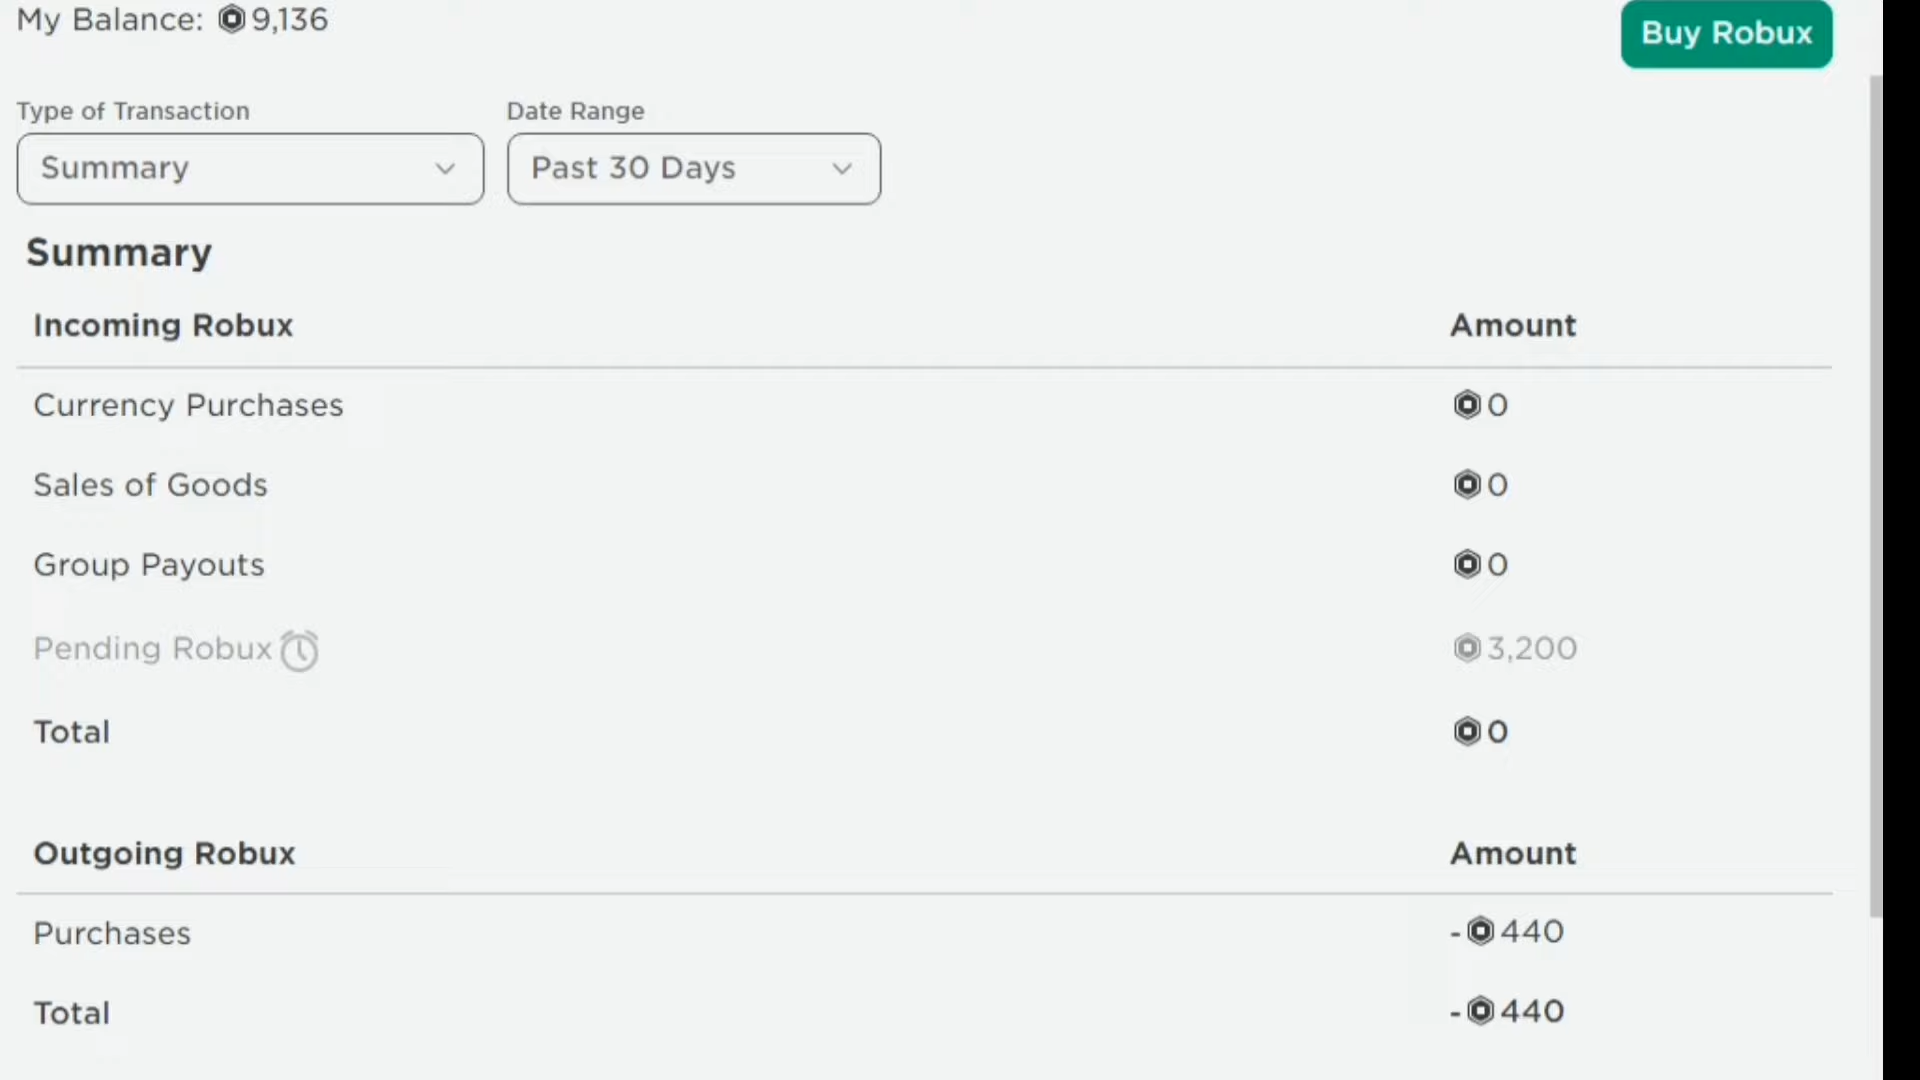 My Balance: 9,136
Buy Robux
Type of Transaction
Date Range
Summary
Past 30 Days
Summary
Incoming Robux Amount
Currency Purchases 0
Sales of Goods 0
Group Payouts 0
Pending Robux 3,200
Total 0
Outgoing Robux Amount
Purchases -440
Total -440